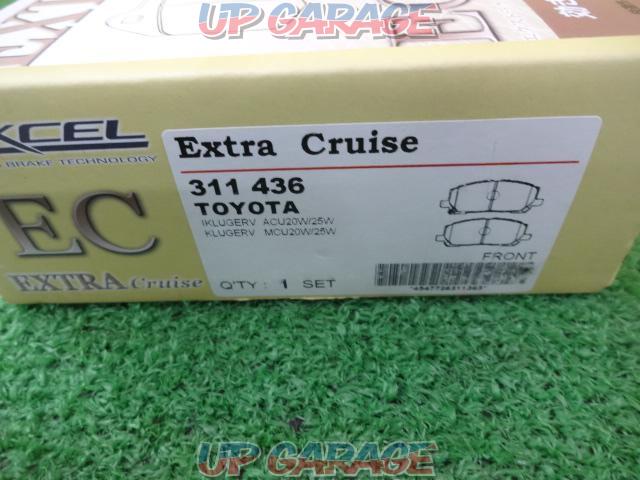 UP GARAGE
XCEL
BRAKE TECHNOLOGY
EC
EXTRA Cruise
Extra Cruise
311 436
TOYOTA
KLUGERV ACU20W/25W
KLUGERV MCU20W/25W
FRONT
Q'TY : 1 SET
UP GARAGE